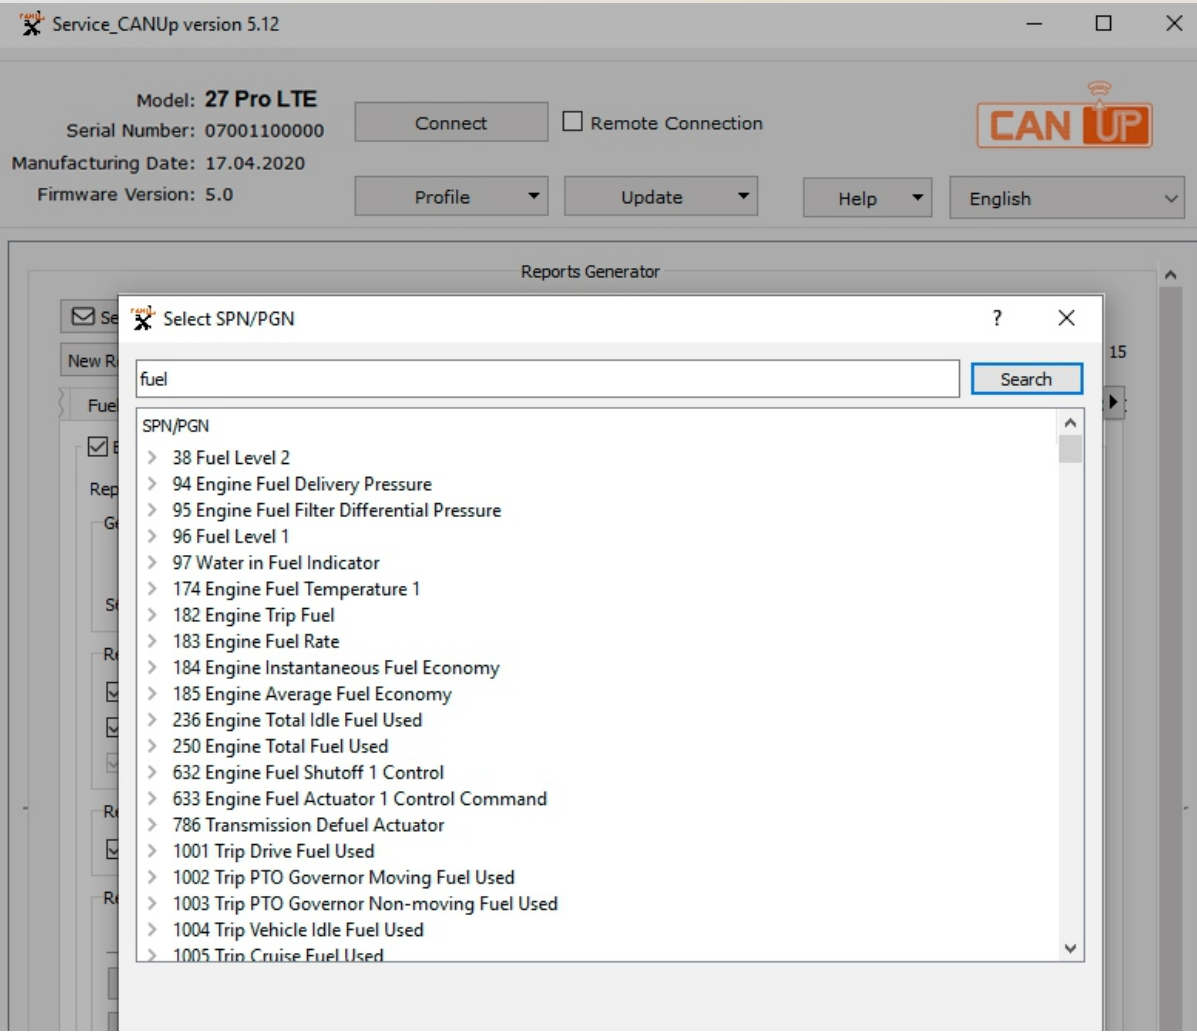 Service_CANUp version 5.12
Model: 27 Pro LTE
Serial Number: 07001100000
Manufacturing Date: 17.04.2020
Firmware Version: 5.0
Connect
Remote Connection
CAN UP
Profile
Update
Help
English
Reports Generator
Select SPN/PGN
?
15
New
fuel
Search
SPN/PGN
38 Fuel Level 2
94 Engine Fuel Delivery Pressure
95 Engine Fuel Filter Differential Pressure
96 Fuel Level 1
97 Water in Fuel Indicator
174 Engine Fuel Temperature 1
182 Engine Trip Fuel
183 Engine Fuel Rate
184 Engine Instantaneous Fuel Economy
185 Engine Average Fuel Economy
236 Engine Total Idle Fuel Used
250 Engine Total Fuel Used
632 Engine Fuel Shutoff 1 Control
633 Engine Fuel Actuator 1 Control Command
786 Transmission Defuel Actuator
1001 Trip Drive Fuel Used
1002 Trip PTO Governor Moving Fuel Used
1003 Trip PTO Governor Non-moving Fuel Used
1004 Trip Vehicle Idle Fuel Used
1005 Trip Cruise Fuel Used